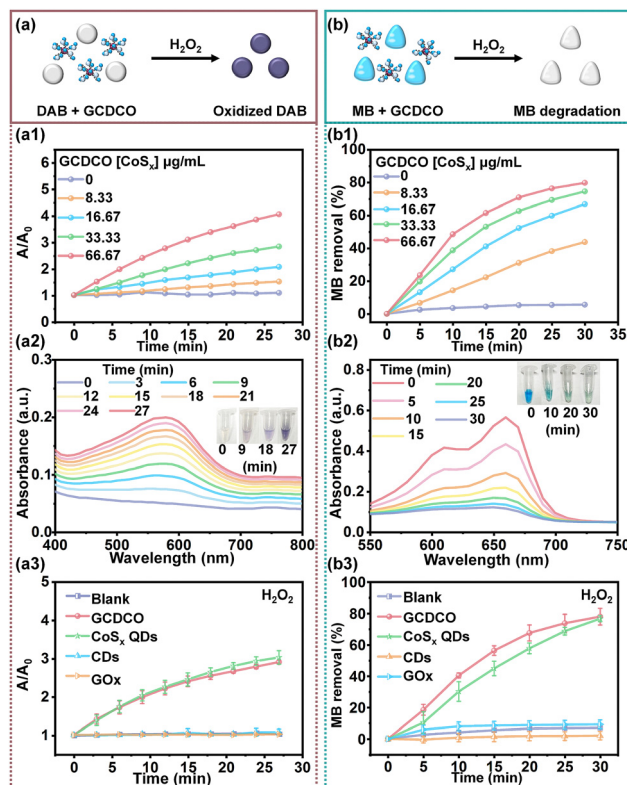 (a)
H₂O₂
DAB + GCDCO
Oxidized DAB
(b)
H₂O₂
MB + GCDCO
MB degradation
(a1)
GCDCO [CoSₓ] μg/mL
0
8.33
16.67
33.33
66.67
A/A₀
6
5
4
3
2
1
0
0 5 10 15 20 25 30
Time (min)
(b1)
GCDCO [CoSₓ] μg/mL
0
8.33
16.67
33.33
66.67
MB removal (%)
100
80
60
40
20
0
0 5 10 15 20 25 30 35
Time (min)
(a2)
Time (min)
0 3 6 9
12 15 18 21
24 27
0 9 18 27
(min)
Absorbance (a.u.)
0.3
0.2
0.1
0.0
400 500 600 700 800
Wavelength (nm)
(b2)
Time (min)
0 20
5 25
10 30
15
0 10 20 30
(min)
Absorbance (a.u.)
0.8
0.6
0.4
0.2
0.0
550 600 650 700 750
Wavelength (nm)
(a3)
Blank
GCDCO
CoSₓ QDs
CDs
GOx
H₂O₂
A/A₀
5
4
3
2
1
0 5 10 15 20 25 30
Time (min)
(b3)
Blank
GCDCO
CoSₓ QDs
CDs
GOx
H₂O₂
MB removal (%)
100
80
60
40
20
0
0 5 10 15 20 25 30
Time (min)